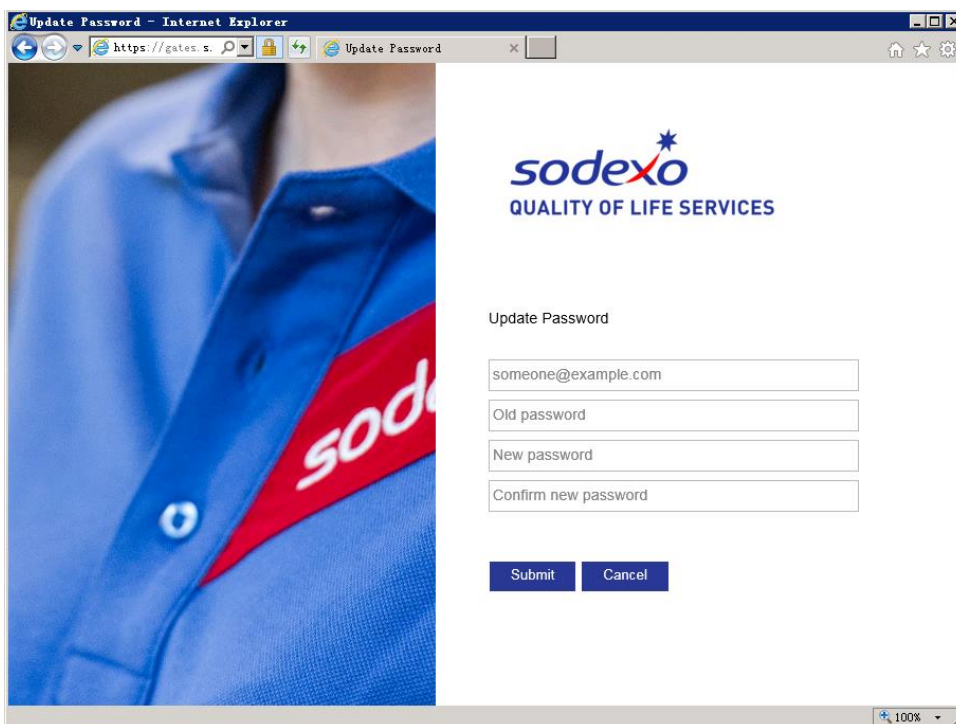 Update Password - Internet Explorer
https://gates.s.
Update Password
sode
sodexo
QUALITY OF LIFE SERVICES
Update Password
someone@example.com
Old password
New password
Confirm new password
Submit Cancel
100%